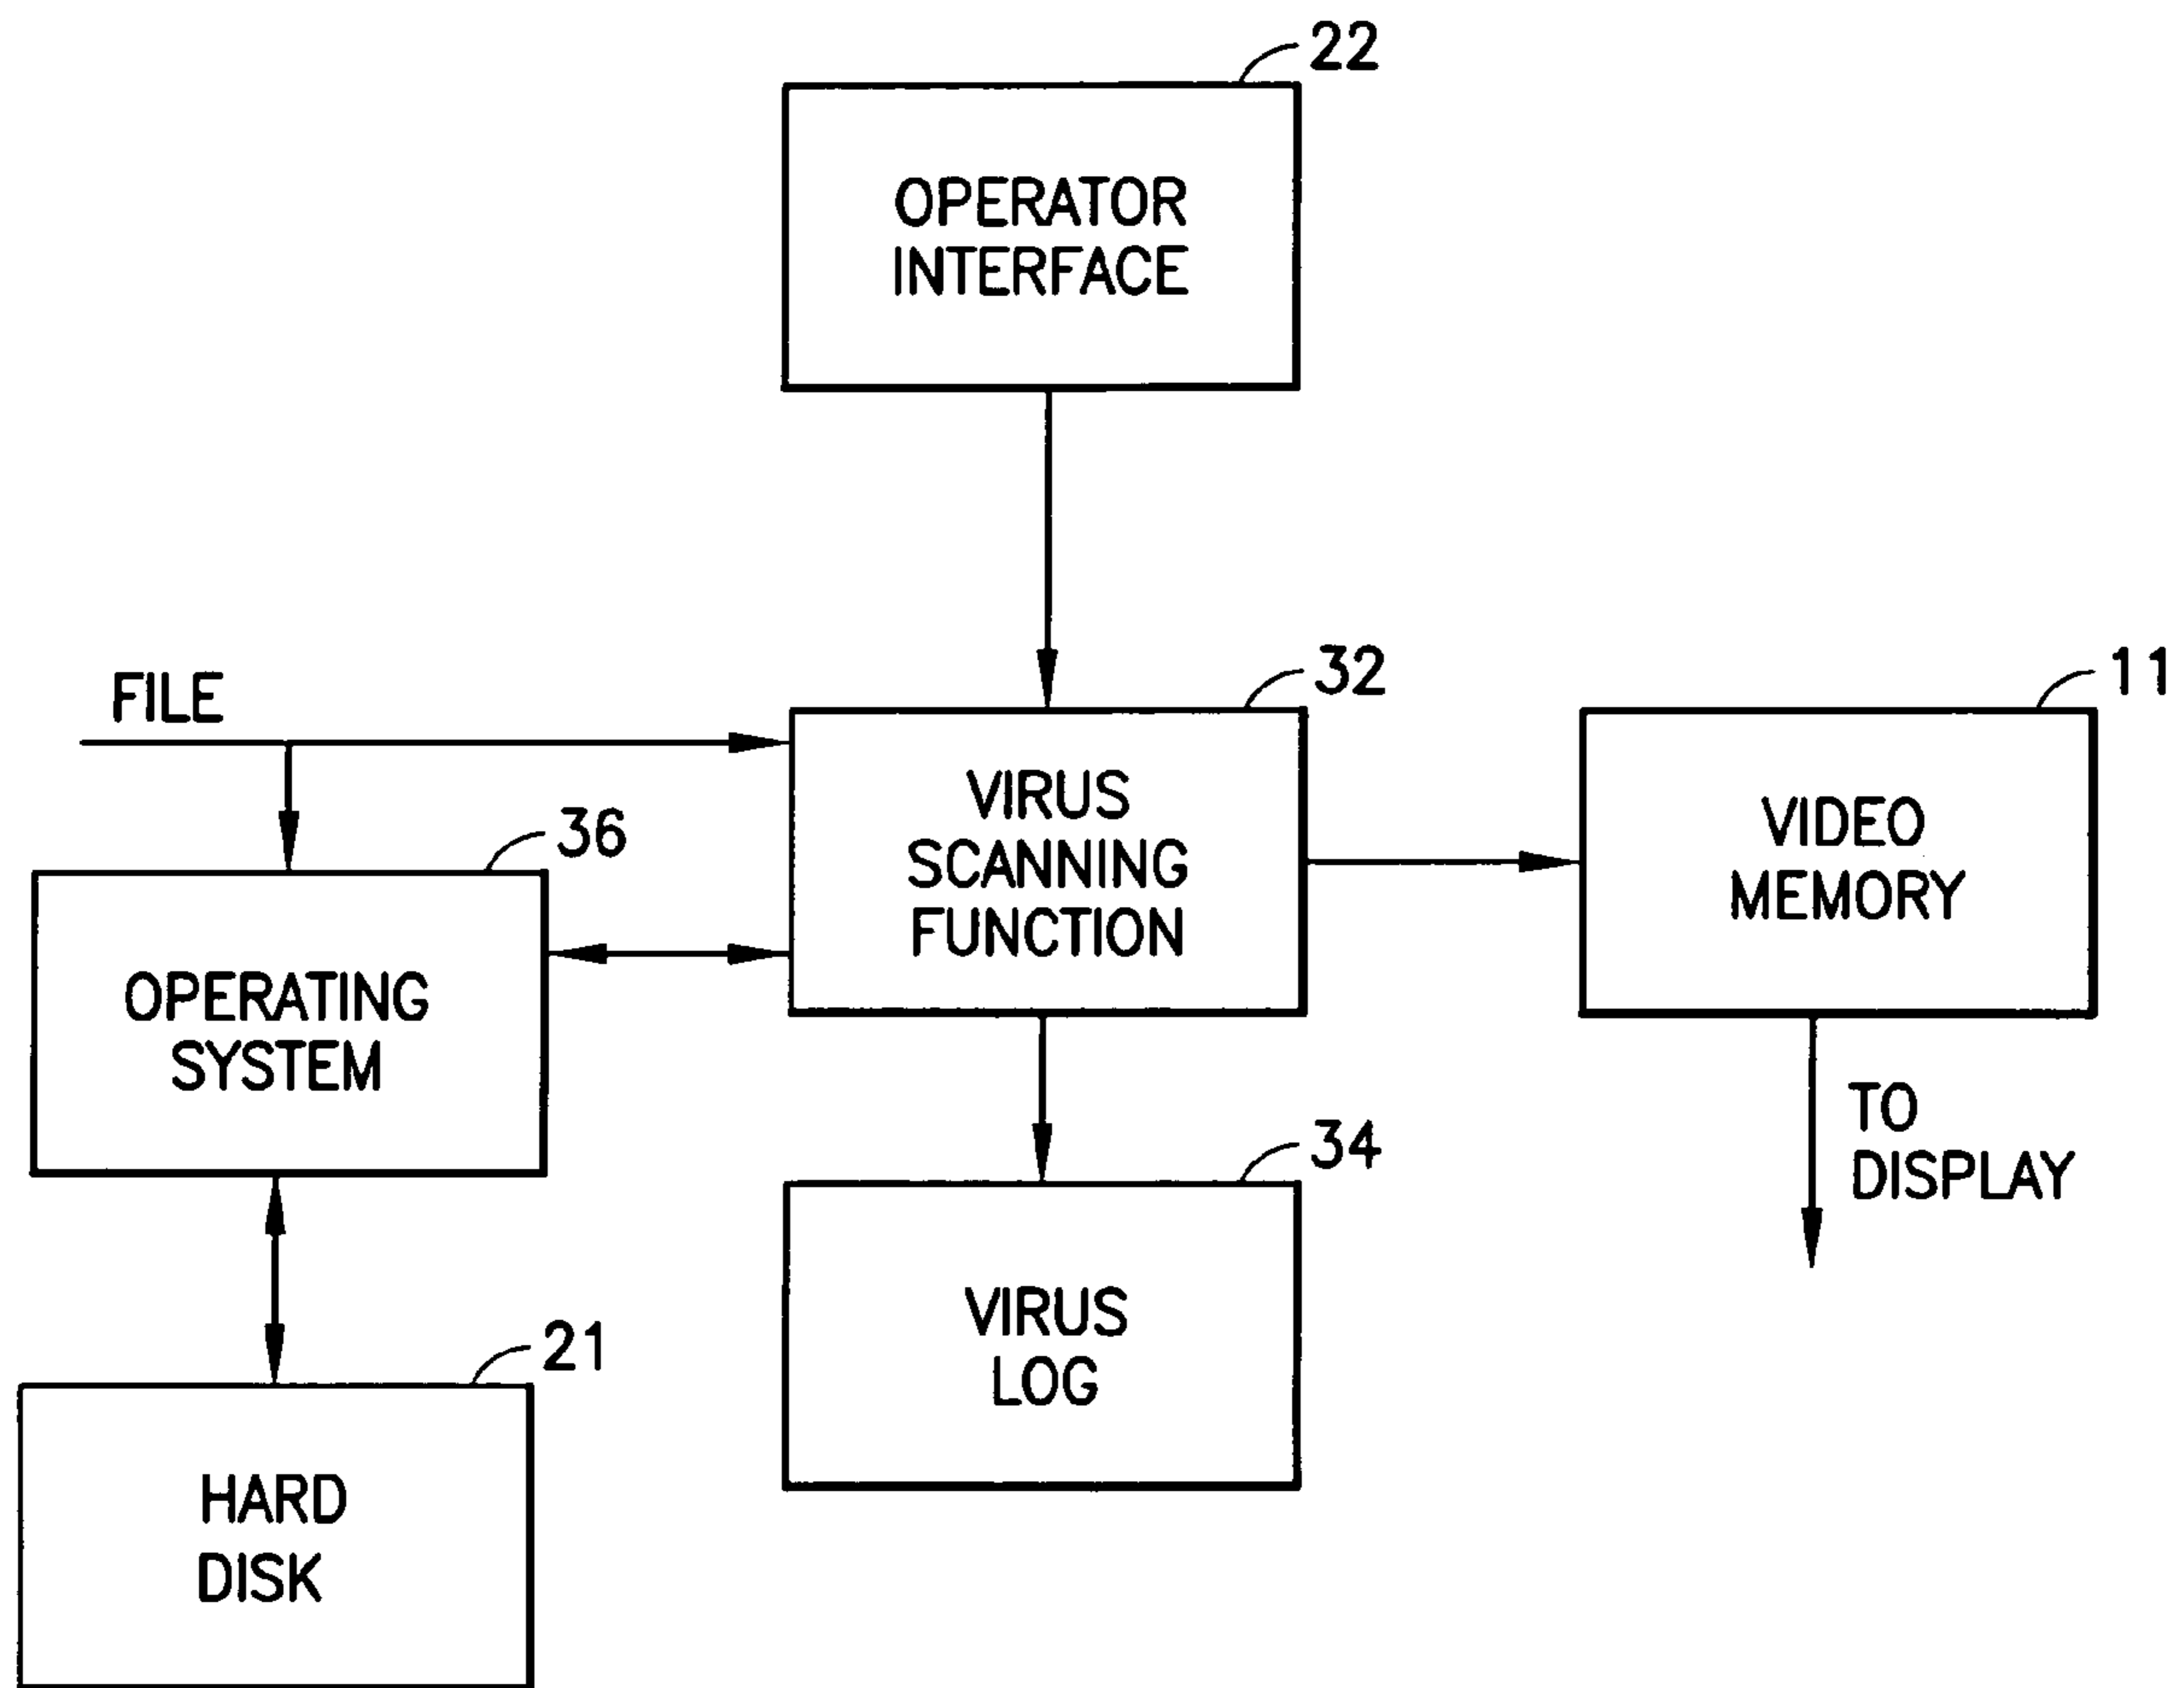 22
OPERATOR
INTERFACE
FILE
32
11
36
VIRUS
SCANNING
FUNCTION
VIDEO
MEMORY
OPERATING
SYSTEM
TO
DISPLAY
34
21
VIRUS
LOG
HARD
DISK